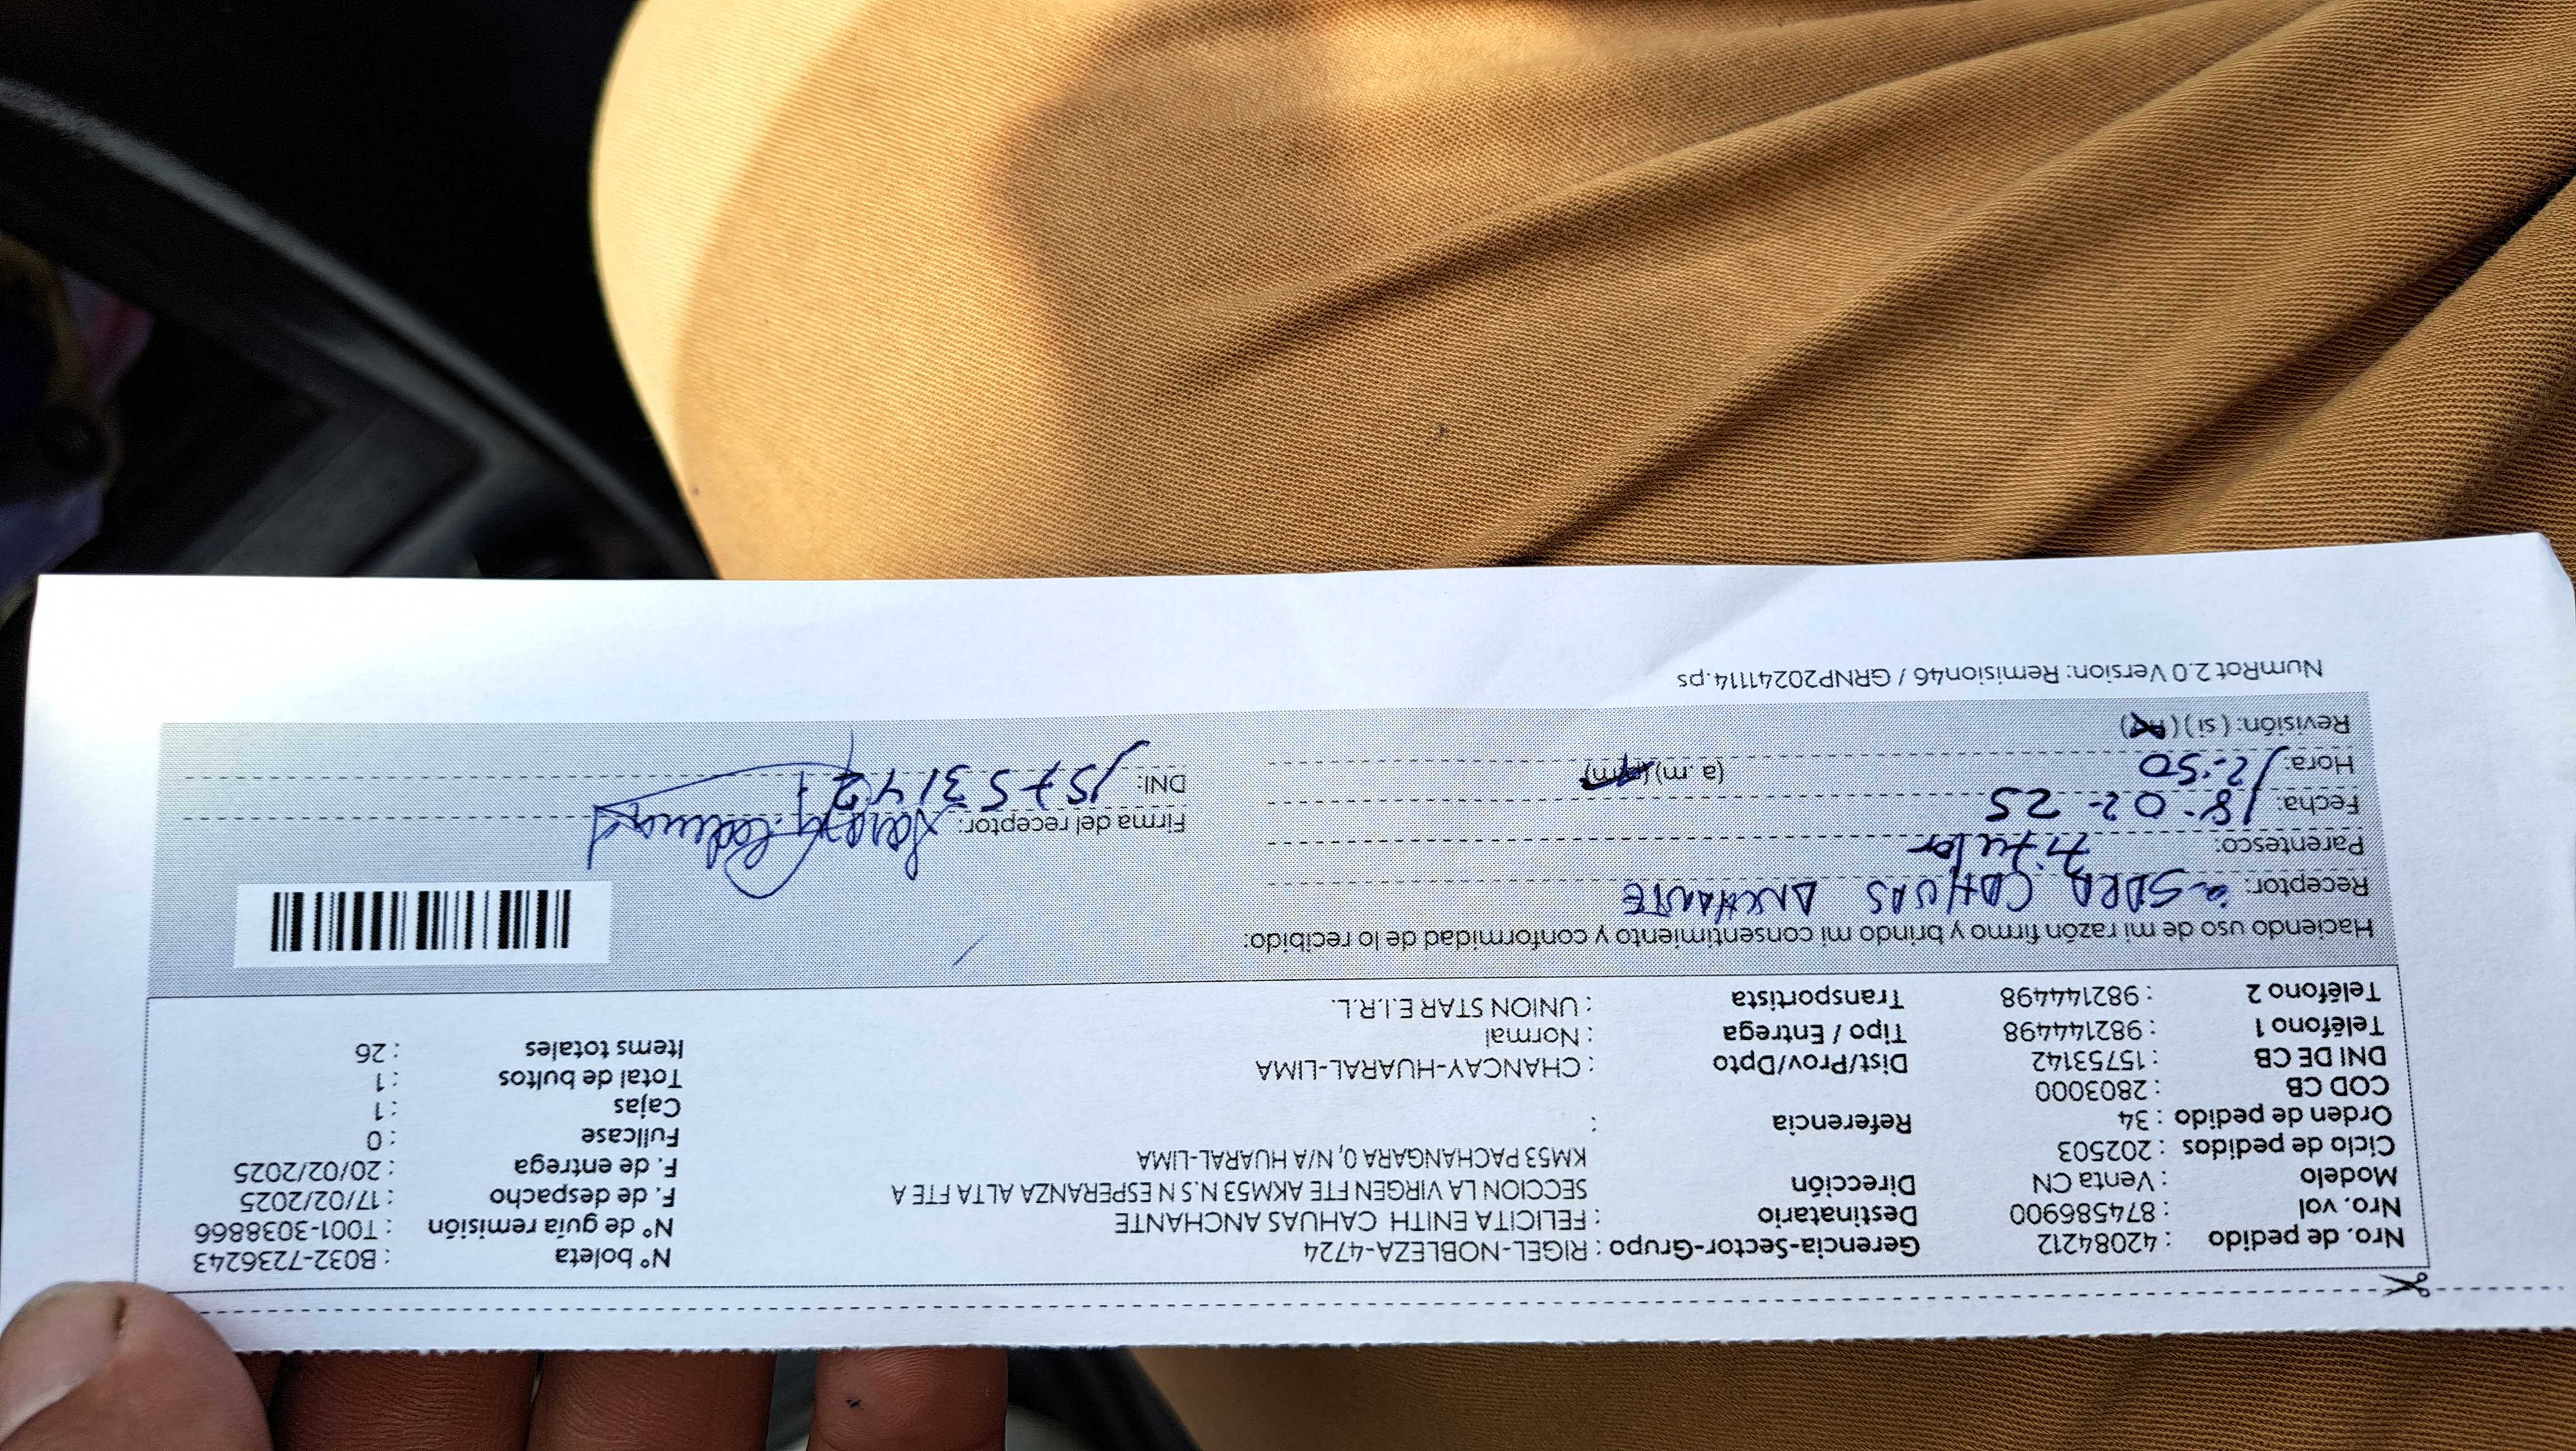 Nro. de pedido : 42084212 Gerencia-Sector-Grupo : RIGEL-NOBLEZA-4724 N° boleta : B032-7236243
Nro. vol : 874586900 Destinatario : FELICITA ENITH CAHUAS ANCHANTE N° de guía remisión : T001-3038866
Modelo : Venta CN Dirección SECCION LA VIRGEN FTE AKM53 N.S N ESPERANZA ALTA FTE A F. de despacho : 17/02/2025
Ciclo de pedidos : 202503 KM53 PACHANGARA 0, N/A HUARAL-LIMA F. de entrega : 20/02/2025
Orden de pedido : 34 Referencia : Fullcase : 0
COD CB : 2803000 Cajas : 1
DNI DE CB : 15753142 Dist/Prov/Dpto : CHANCAY-HUARAL-LIMA Total de bultos : 1
Teléfono 1 : 982144498 Tipo / Entrega : Normal Items totales : 26
Teléfono 2 : 982144498 Transportista : UNION STAR E.I.R.L.
Haciendo uso de mi razón firmo y brindo mi consentimiento y conformidad de lo recibido:
Receptor: SARA CAHUAS ANCHANTE
Parentesco: Titular Firma del receptor:
Fecha: 18-02-25
Hora: 12:50 (a.m) (p.m) DNI: 15753142
Revisión: (si) (no)
NumRot 2.0 Version: Remision46 / GRNP20241114.ps